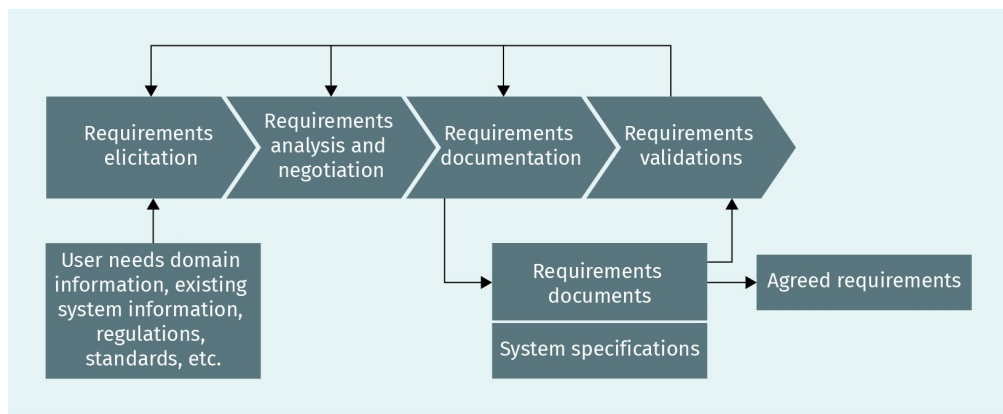 Requirements
elicitation
Requirements
analysis and
negotiation
Requirements
documentation
Requirements
validations
User needs domain
information, existing
system information,
regulations,
standards, etc.
Requirements
documents
System specifications
Agreed requirements